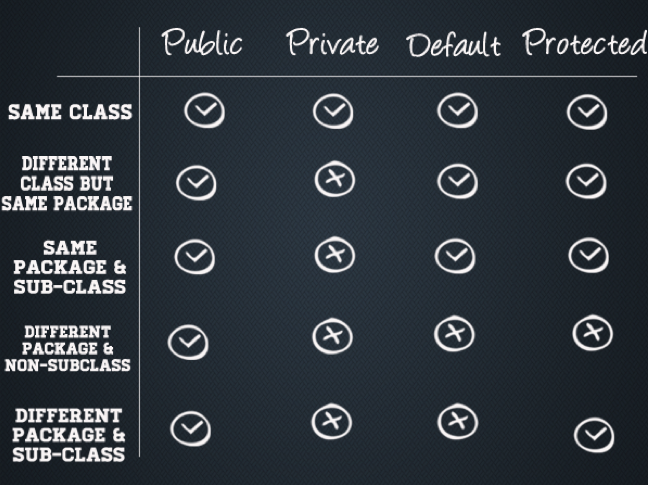 Public Private Default Protected
SAME CLASS
DIFFERENT
CLASS BUT
SAME PACKAGE
SAME
PACKAGE &
SUB-CLASS
DIFFERENT
PACKAGE &
NON-SUBCLASS
DIFFERENT
PACKAGE &
SUB-CLASS